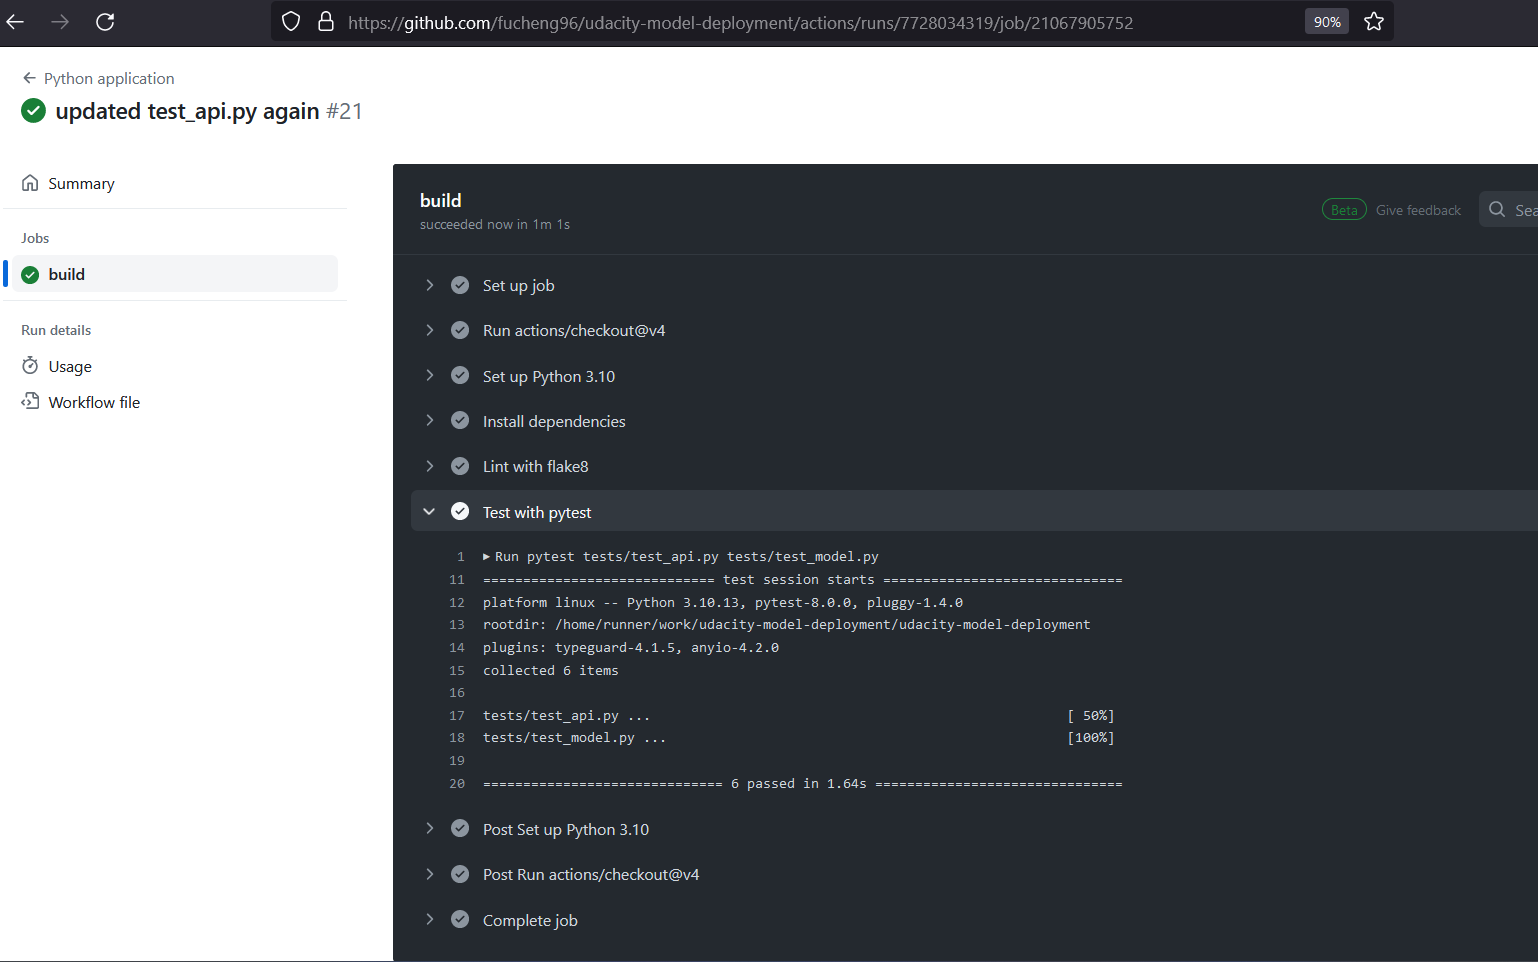 https://github.com/fucheng96/udacity-model-deployment/actions/runs/7728034319/job/21067905752
90%
Python application
updated test_api.py again #21
Summary
Jobs
build
Run details
Usage
Workflow file
build
succeeded now in 1m 1s
Beta
Give feedback
Sea
Set up job
Run actions/checkout@v4
Set up Python 3.10
Install dependencies
Lint with flake8
Test with pytest
1 Run pytest tests/test_api.py tests/test_model.py
11 ============================= test session starts ==============================
12 platform linux -- Python 3.10.13, pytest-8.0.0, pluggy-1.4.0
13 rootdir: /home/runner/work/udacity-model-deployment/udacity-model-deployment
14 plugins: typeguard-4.1.5, anyio-4.2.0
15 collected 6 items
16
17 tests/test_api.py ... [ 50%]
18 tests/test_model.py ... [100%]
19
20 ============================== 6 passed in 1.64s ===============================
Post Set up Python 3.10
Post Run actions/checkout@v4
Complete job